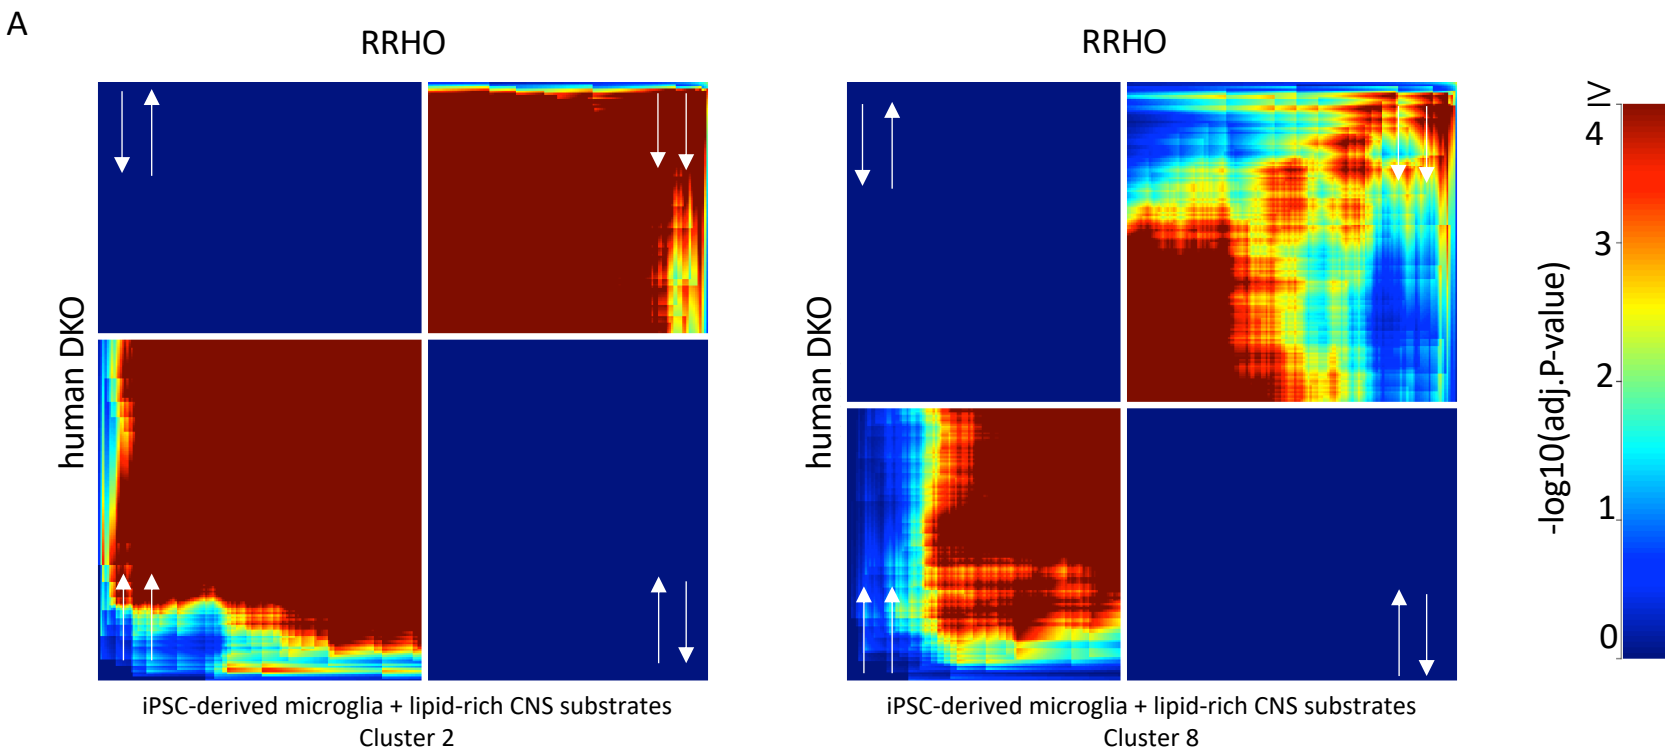 A
RRHO
RRHO
human DKO
human DKO
iPSC-derived microglia + lipid-rich CNS substrates
Cluster 2
iPSC-derived microglia + lipid-rich CNS substrates
Cluster 8
-log10(adj.P-value)
≥
4
3
2
1
0